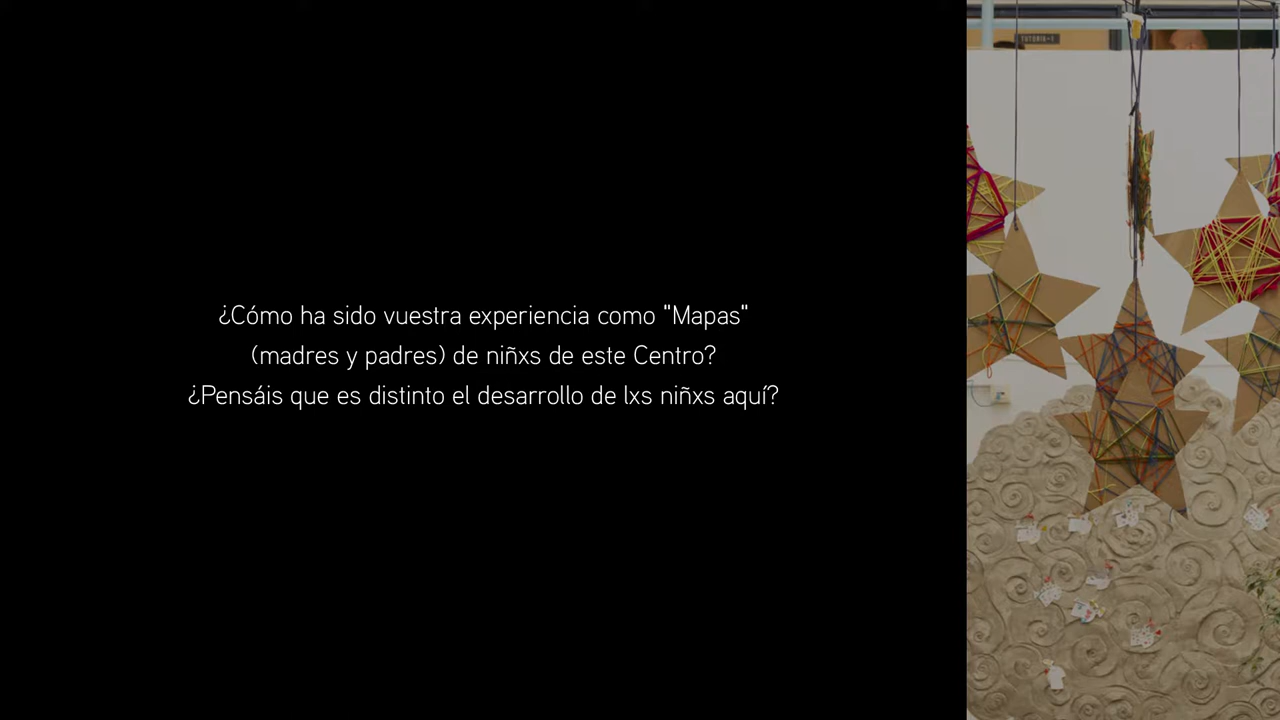 ¿Cómo ha sido vuestra experiencia como "Mapas"
(madres y padres) de niñxs de este Centro?
¿Pensáis que es distinto el desarrollo de lxs niñxs aquí?